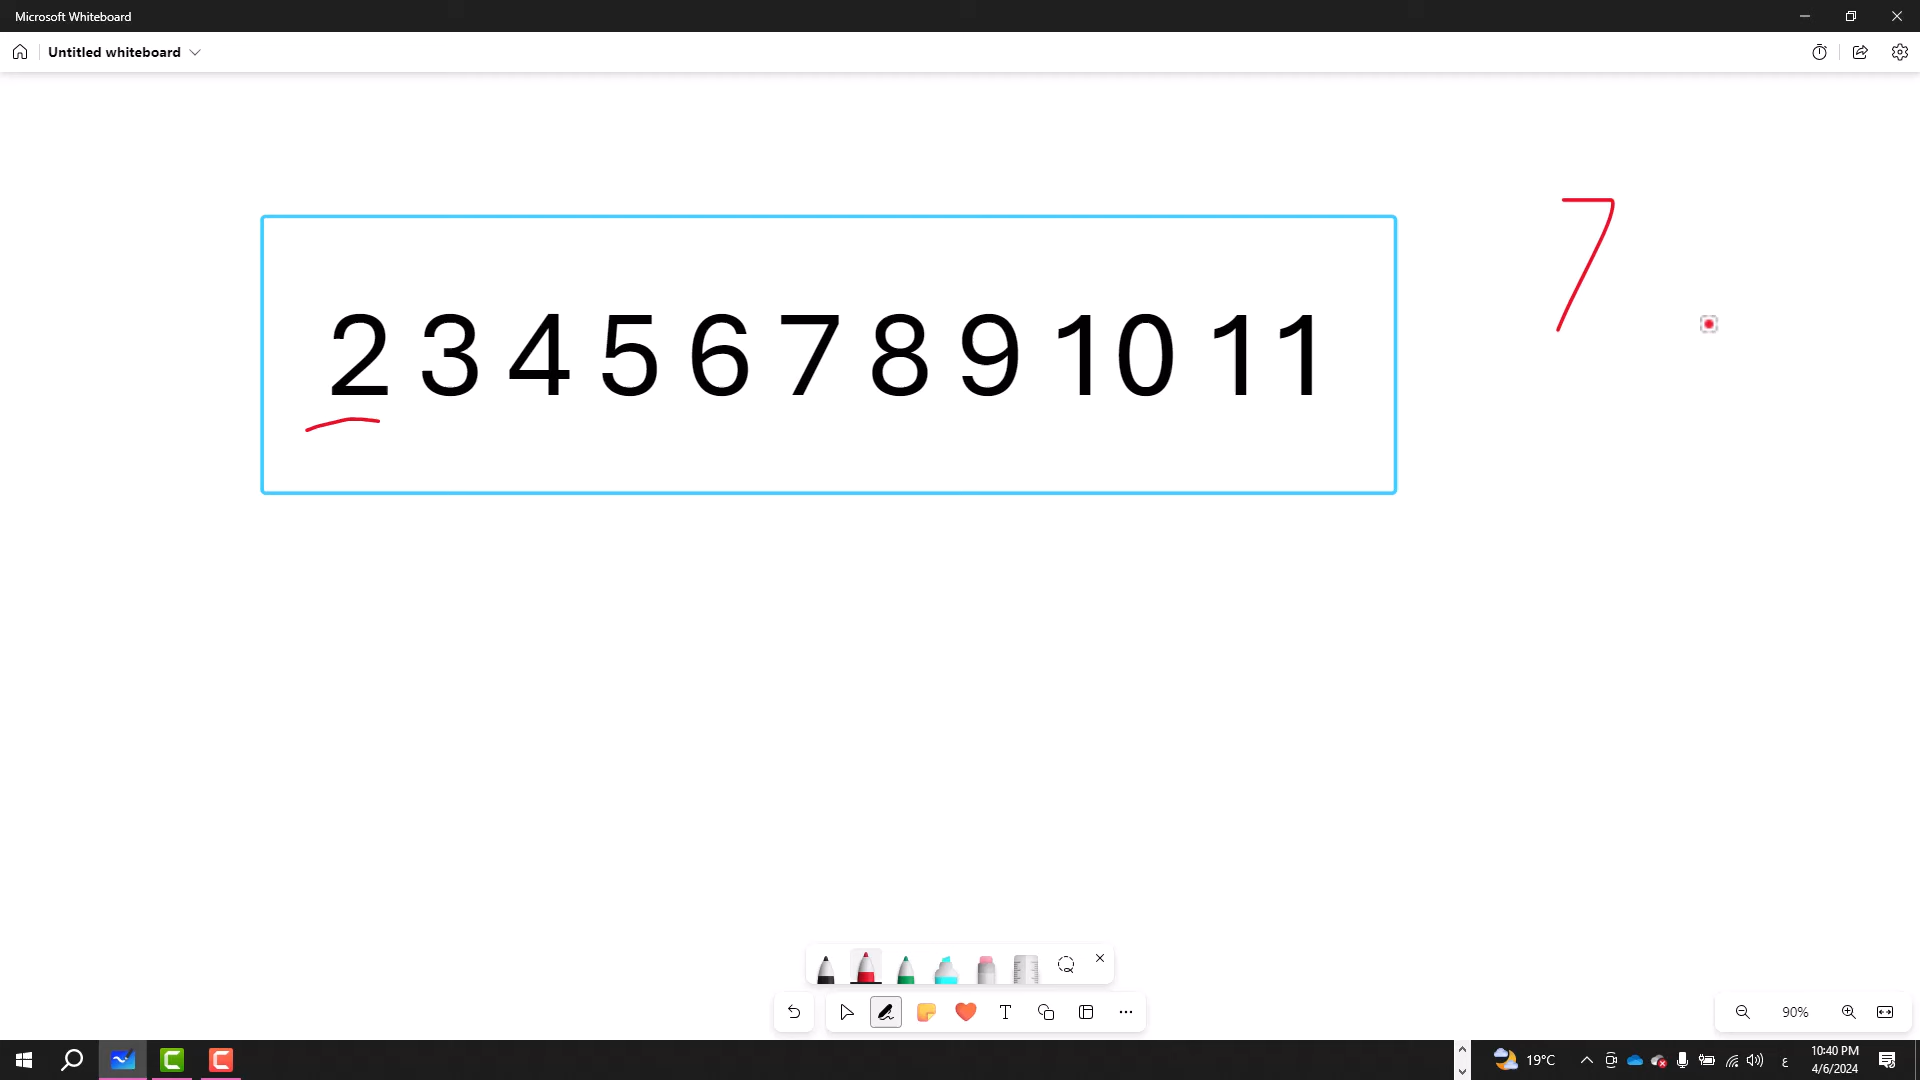 Microsoft Whiteboard
Untitled whiteboard
7
2 3 4 5 6 7 8 9 10 11
90%
19°C
ع
10:40 PM
4/6/2024